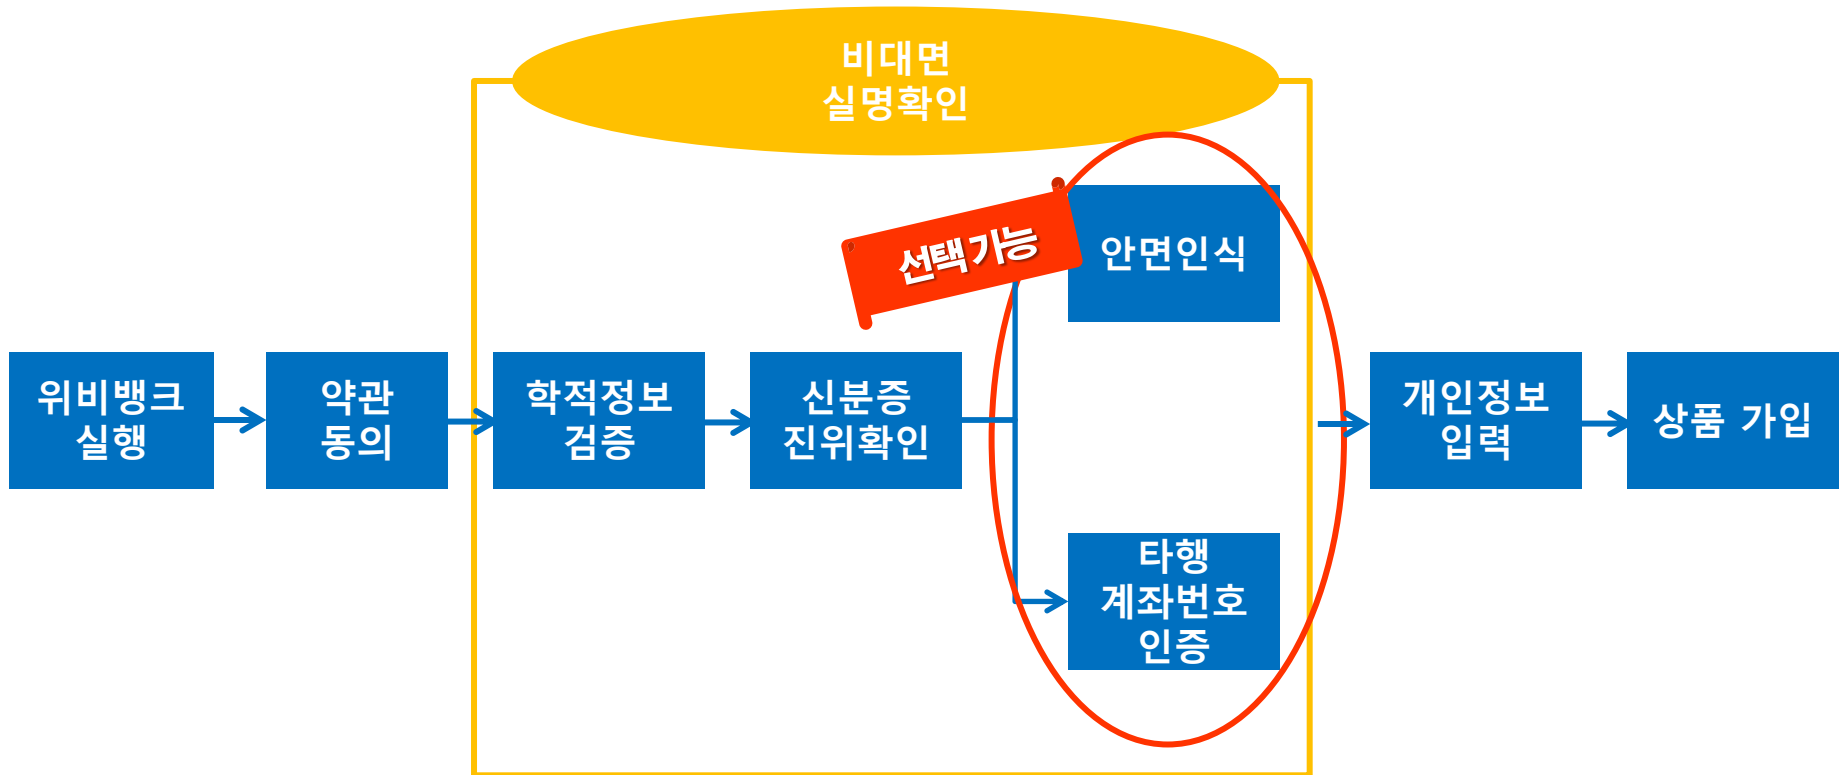 비대면
실명확인
선택가능
안면인식
위비뱅크
실행
약관
동의
학적정보
검증
신분증
진위확인
타행
계좌번호
인증
개인정보
입력
상품 가입